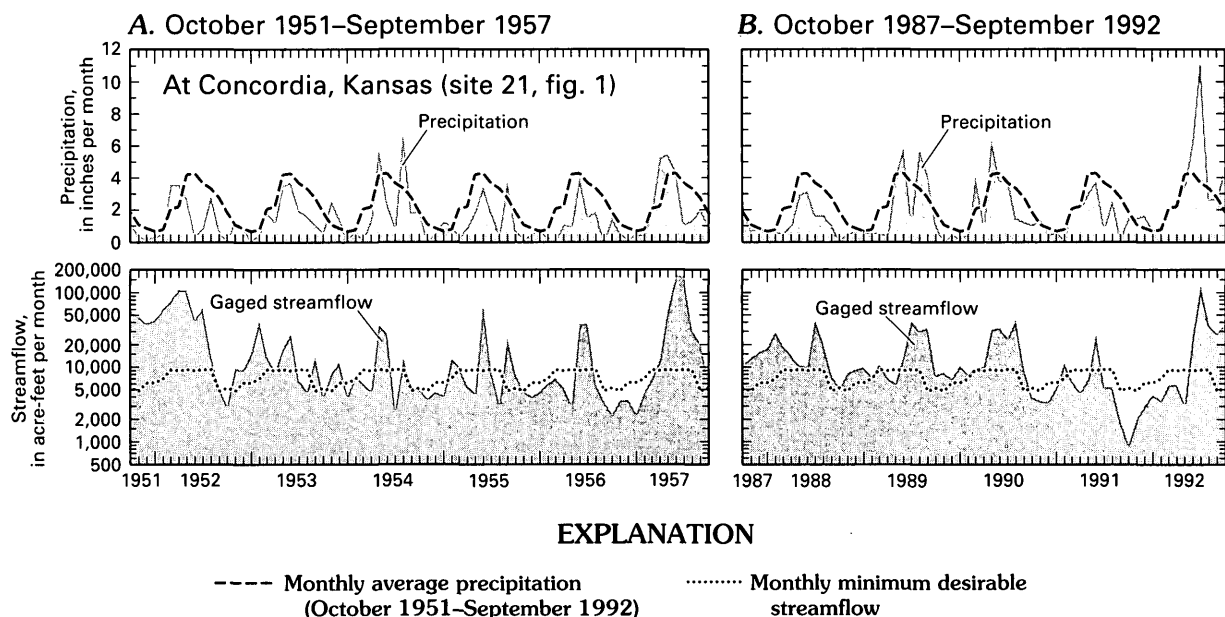 A. October 1951–September 1957
B. October 1987–September 1992
Precipitation,
in inches per month
12
10
8
6
4
2
0
At Concordia, Kansas (site 21, fig. 1)
Precipitation
Precipitation
Streamflow,
in acre-feet per month
200,000
100,000
50,000
20,000
10,000
5,000
2,000
1,000
500
Gaged streamflow
Gaged streamflow
1951 1952 1953 1954 1955 1956 1957
1987 1988 1989 1990 1991 1992
EXPLANATION
Monthly average precipitation
(October 1951–September 1992)
Monthly minimum desirable
streamflow